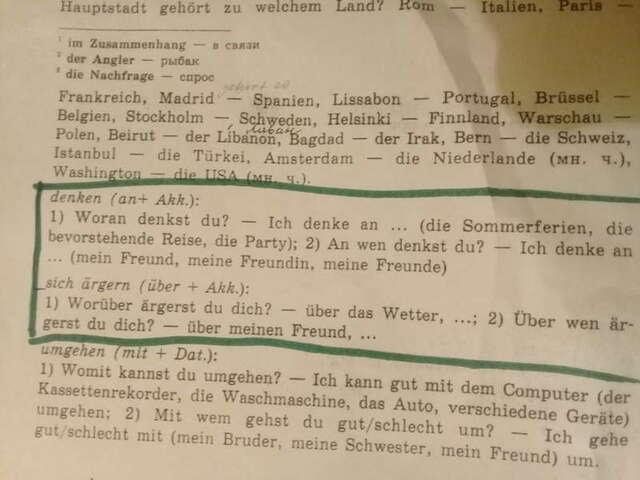 Hauptstadt gehört zu welchem Land? Rom — Italien, Paris —
¹ im Zusammenhang — в связи
² der Angler — рыбак
³ die Nachfrage — спрос
gehört zu
Frankreich, Madrid — Spanien, Lissabon — Portugal, Brüssel —
Belgien, Stockholm — Schweden, Helsinki — Finnland, Warschau —
Ливан
Polen, Beirut — der Libanon, Bagdad — der Irak, Bern — die Schweiz,
Istanbul — die Türkei, Amsterdam — die Niederlande (мн. ч.),
Washington — die USA (мн. ч.).
denken (an+ Akk.):
1) Woran denkst du? — Ich denke an ... (die Sommerferien, die
bevorstehende Reise, die Party); 2) An wen denkst du? — Ich denke an
... (mein Freund, meine Freundin, meine Freunde)
sich ärgern (über + Akk.):
1) Worüber ärgerst du dich? — über das Wetter, ...; 2) Über wen är-
gerst du dich? — über meinen Freund, ...
umgehen (mit + Dat.):
1) Womit kannst du umgehen? — Ich kann gut mit dem Computer (der
Kassettenrekorder, die Waschmaschine, das Auto, verschiedene Geräte)
umgehen; 2) Mit wem gehst du gut/schlecht um? — Ich gehe
gut/schlecht mit (mein Bruder, meine Schwester, mein Freund) um.